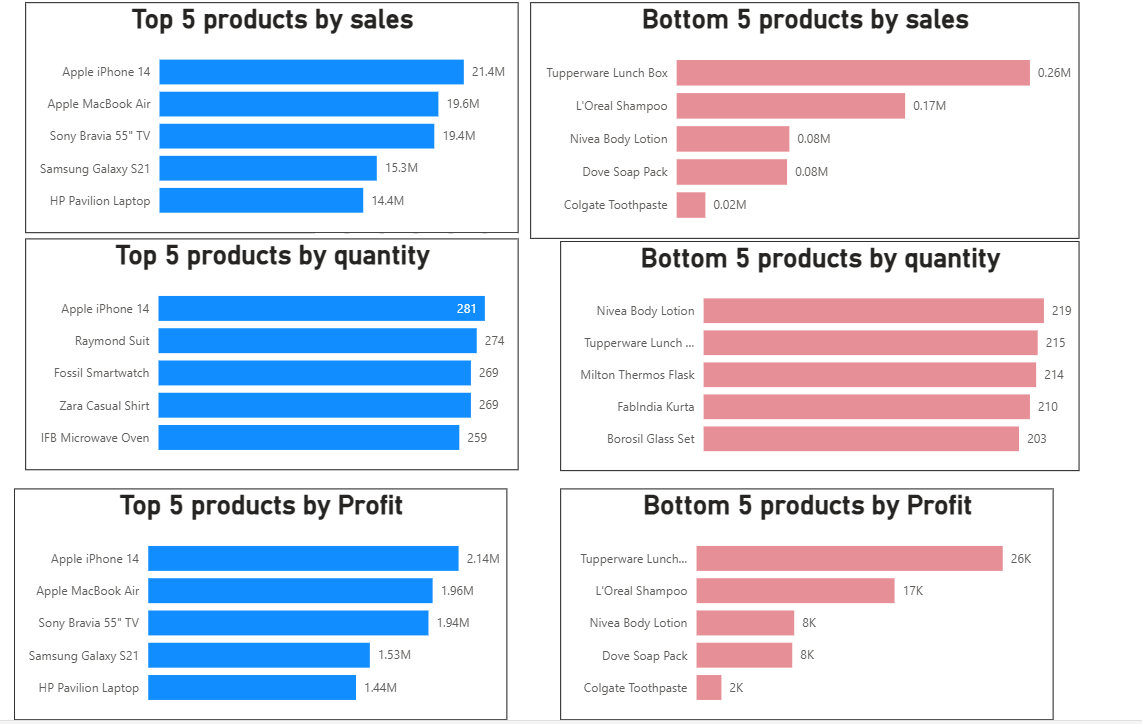 Top 5 products by sales
Apple iPhone 14 21.4M
Apple MacBook Air 19.6M
Sony Bravia 55" TV 19.4M
Samsung Galaxy S21 15.3M
HP Pavilion Laptop 14.4M
Bottom 5 products by sales
Tupperware Lunch Box 0.26M
L'Oreal Shampoo 0.17M
Nivea Body Lotion 0.08M
Dove Soap Pack 0.08M
Colgate Toothpaste 0.02M
Top 5 products by quantity
Apple iPhone 14 281
Raymond Suit 274
Fossil Smartwatch 269
Zara Casual Shirt 269
IFB Microwave Oven 259
Bottom 5 products by quantity
Nivea Body Lotion 219
Tupperware Lunch ... 215
Milton Thermos Flask 214
FabIndia Kurta 210
Borosil Glass Set 203
Top 5 products by Profit
Apple iPhone 14 2.14M
Apple MacBook Air 1.96M
Sony Bravia 55" TV 1.94M
Samsung Galaxy S21 1.53M
HP Pavilion Laptop 1.44M
Bottom 5 products by Profit
Tupperware Lunch... 26K
L'Oreal Shampoo 17K
Nivea Body Lotion 8K
Dove Soap Pack 8K
Colgate Toothpaste 2K